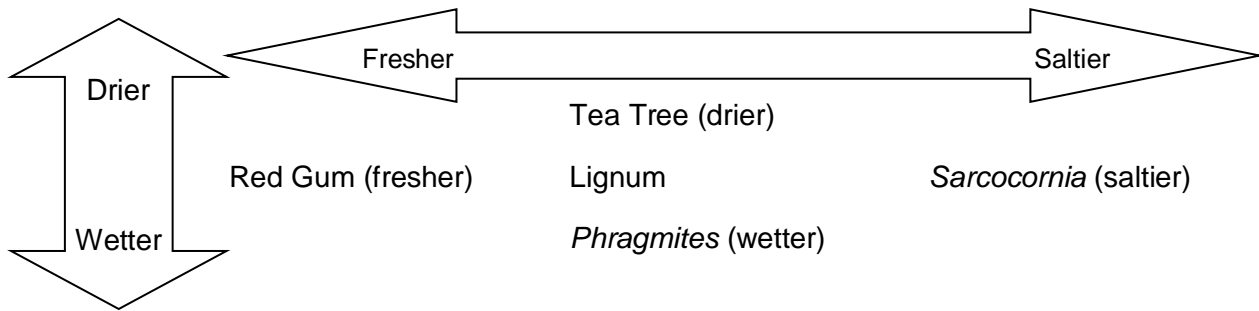 Fresher Saltier
Drier
Tea Tree (drier)
Red Gum (fresher) Lignum Sarcocornia (saltier)
Wetter
Phragmites (wetter)